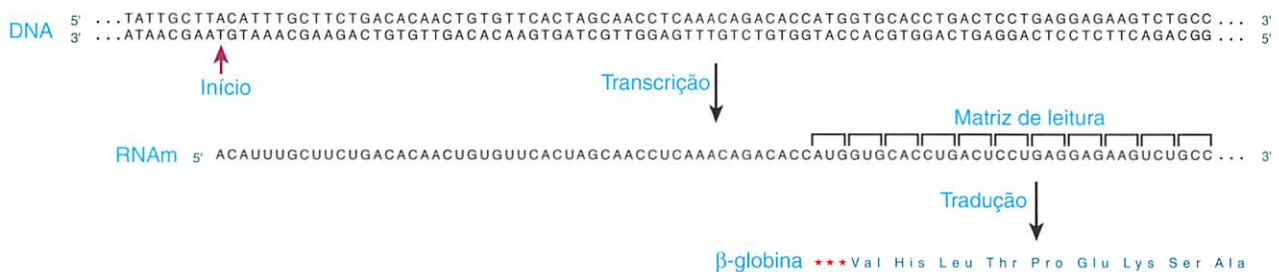 DNA
5' ...TATTGCTTACATTTGCTTCTGACACAACTGTGTTCACTAGCAACCTCAAACAGACACCATGGTGCACCTGACTCCTGAGGAGAAGTCTGCC... 3'
3' ...ATAACGAATGTAAACGAAGACTGTGTTGACACAAGTGATCGTTGGAGTTTGTCTGTGGTACCACGTGGACTGAGGACTCCTCTTCAGACGG... 5'
Início
Transcrição
Matriz de leitura
RNAm 5' ACAUUUGCUUCUGACACAACUGUGUUCACUAGCAACCUCAAACAGACACCAUGGUGCACCUGACUCCUGAGGAGAAGUCUGCC... 3'
Tradução
β-globina ★★★Val His Leu Thr Pro Glu Lys Ser Ala